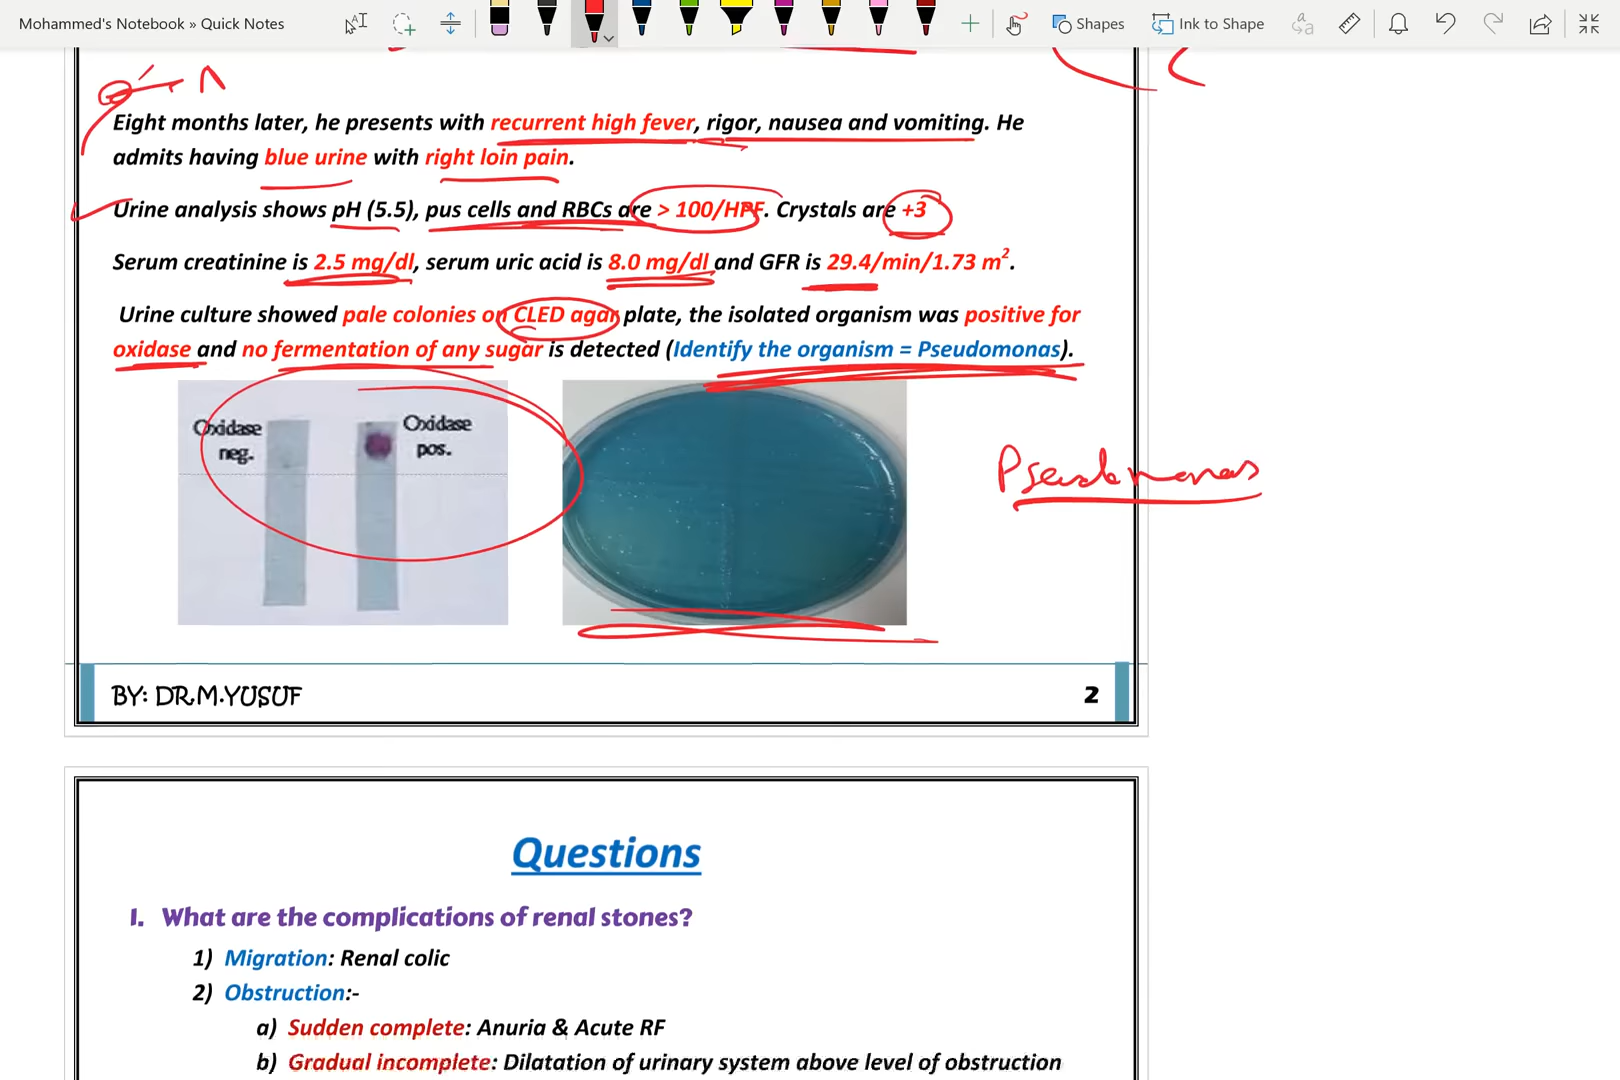 Mohammed's Notebook » Quick Notes
Shapes
Ink to Shape
Eight months later, he presents with recurrent high fever, rigor, nausea and vomiting. He
admits having blue urine with right loin pain.
Urine analysis shows pH (5.5), pus cells and RBCs are > 100/HPF. Crystals are +3
Serum creatinine is 2.5 mg/dl, serum uric acid is 8.0 mg/dl and GFR is 29.4/min/1.73 m².
Urine culture showed pale colonies on CLED agar plate, the isolated organism was positive for
oxidase and no fermentation of any sugar is detected (Identify the organism = Pseudomonas).
Oxidase
neg.
Oxidase
pos.
Pseudomonas
BY: DR.M.YUSUF
2
Questions
1. What are the complications of renal stones?
1) Migration: Renal colic
2) Obstruction:-
a) Sudden complete: Anuria & Acute RF
b) Gradual incomplete: Dilatation of urinary system above level of obstruction